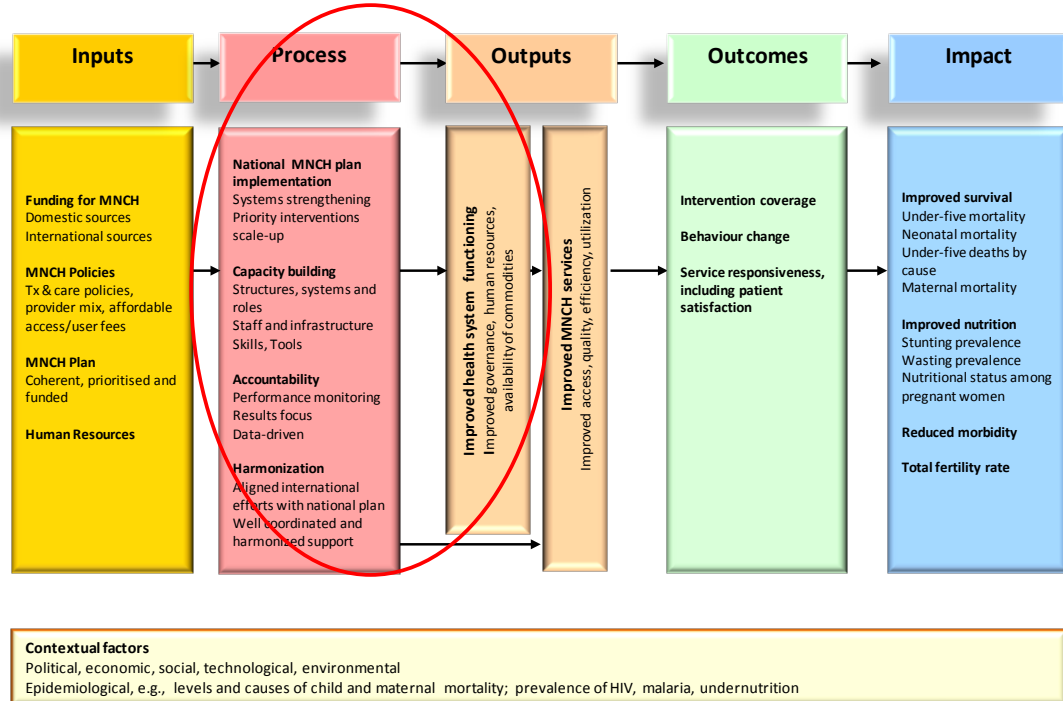 Inputs
Process
Outputs
Outcomes
Impact
Funding for MNCH
Domestic sources
International sources
MNCH Policies
Tx & care policies,
provider mix, affordable
access/user fees
MNCH Plan
Coherent, prioritised and
funded
Human Resources
National MNCH plan
implementation
Systems strengthening
Priority interventions
scale-up
Capacity building
Structures, systems and
roles
Staff and infrastructure
Skills, Tools
Accountability
Performance monitoring
Results focus
Data-driven
Harmonization
Aligned international
efforts with national plan
Well coordinated and
harmonized support
Improved health system functioning
Improved governance, human resources,
availability of commodities
Improved MNCH services
Improved access, quality, efficiency, utilization
Intervention coverage
Behaviour change
Service responsiveness,
including patient
satisfaction
Improved survival
Under-five mortality
Neonatal mortality
Under-five deaths by
cause
Maternal mortality
Improved nutrition
Stunting prevalence
Wasting prevalence
Nutritional status among
pregnant women
Reduced morbidity
Total fertility rate
Contextual factors
Political, economic, social, technological, environmental
Epidemiological, e.g., levels and causes of child and maternal mortality; prevalence of HIV, malaria, undernutrition